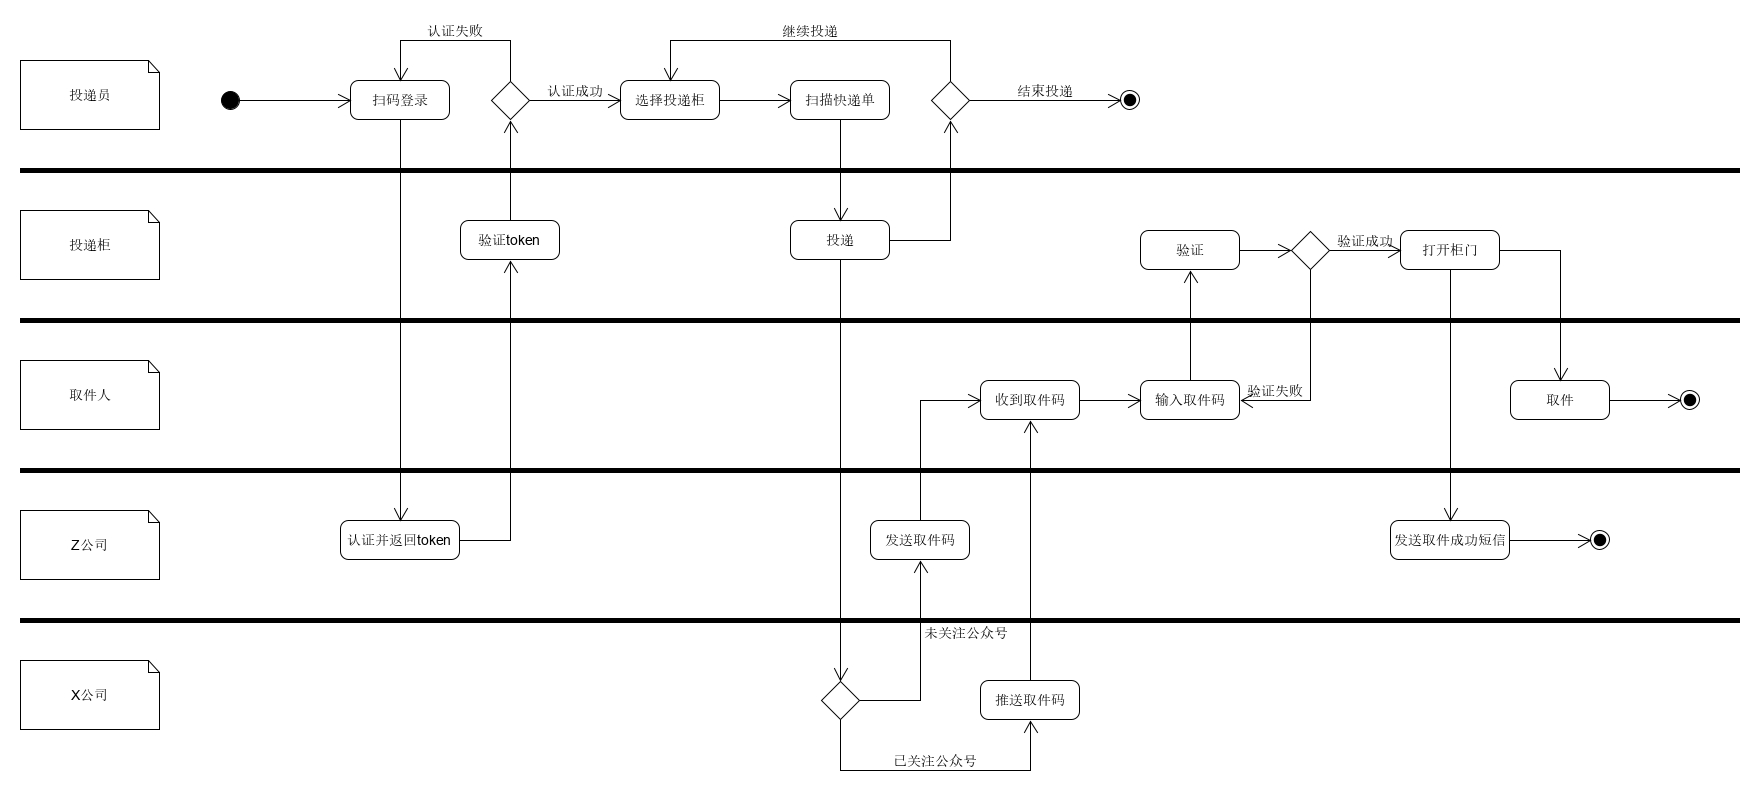 认证失败
继续投递
投递员
扫码登录
认证成功
选择投递柜
扫描快递单
结束投递
投递柜
验证token
投递
验证
验证成功
打开柜门
取件人
收到取件码
输入取件码
验证失败
取件
Z公司
认证并返回token
发送取件码
发送取件成功短信
未关注公众号
X公司
推送取件码
已关注公众号